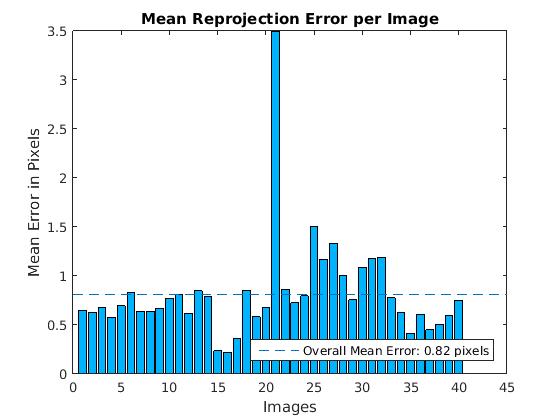 Mean Reprojection Error per Image
3.5
3
2.5
2
1.5
1
0.5
0
Mean Error in Pixels
Overall Mean Error: 0.82 pixels
0 5 10 15 20 25 30 35 40 45
Images